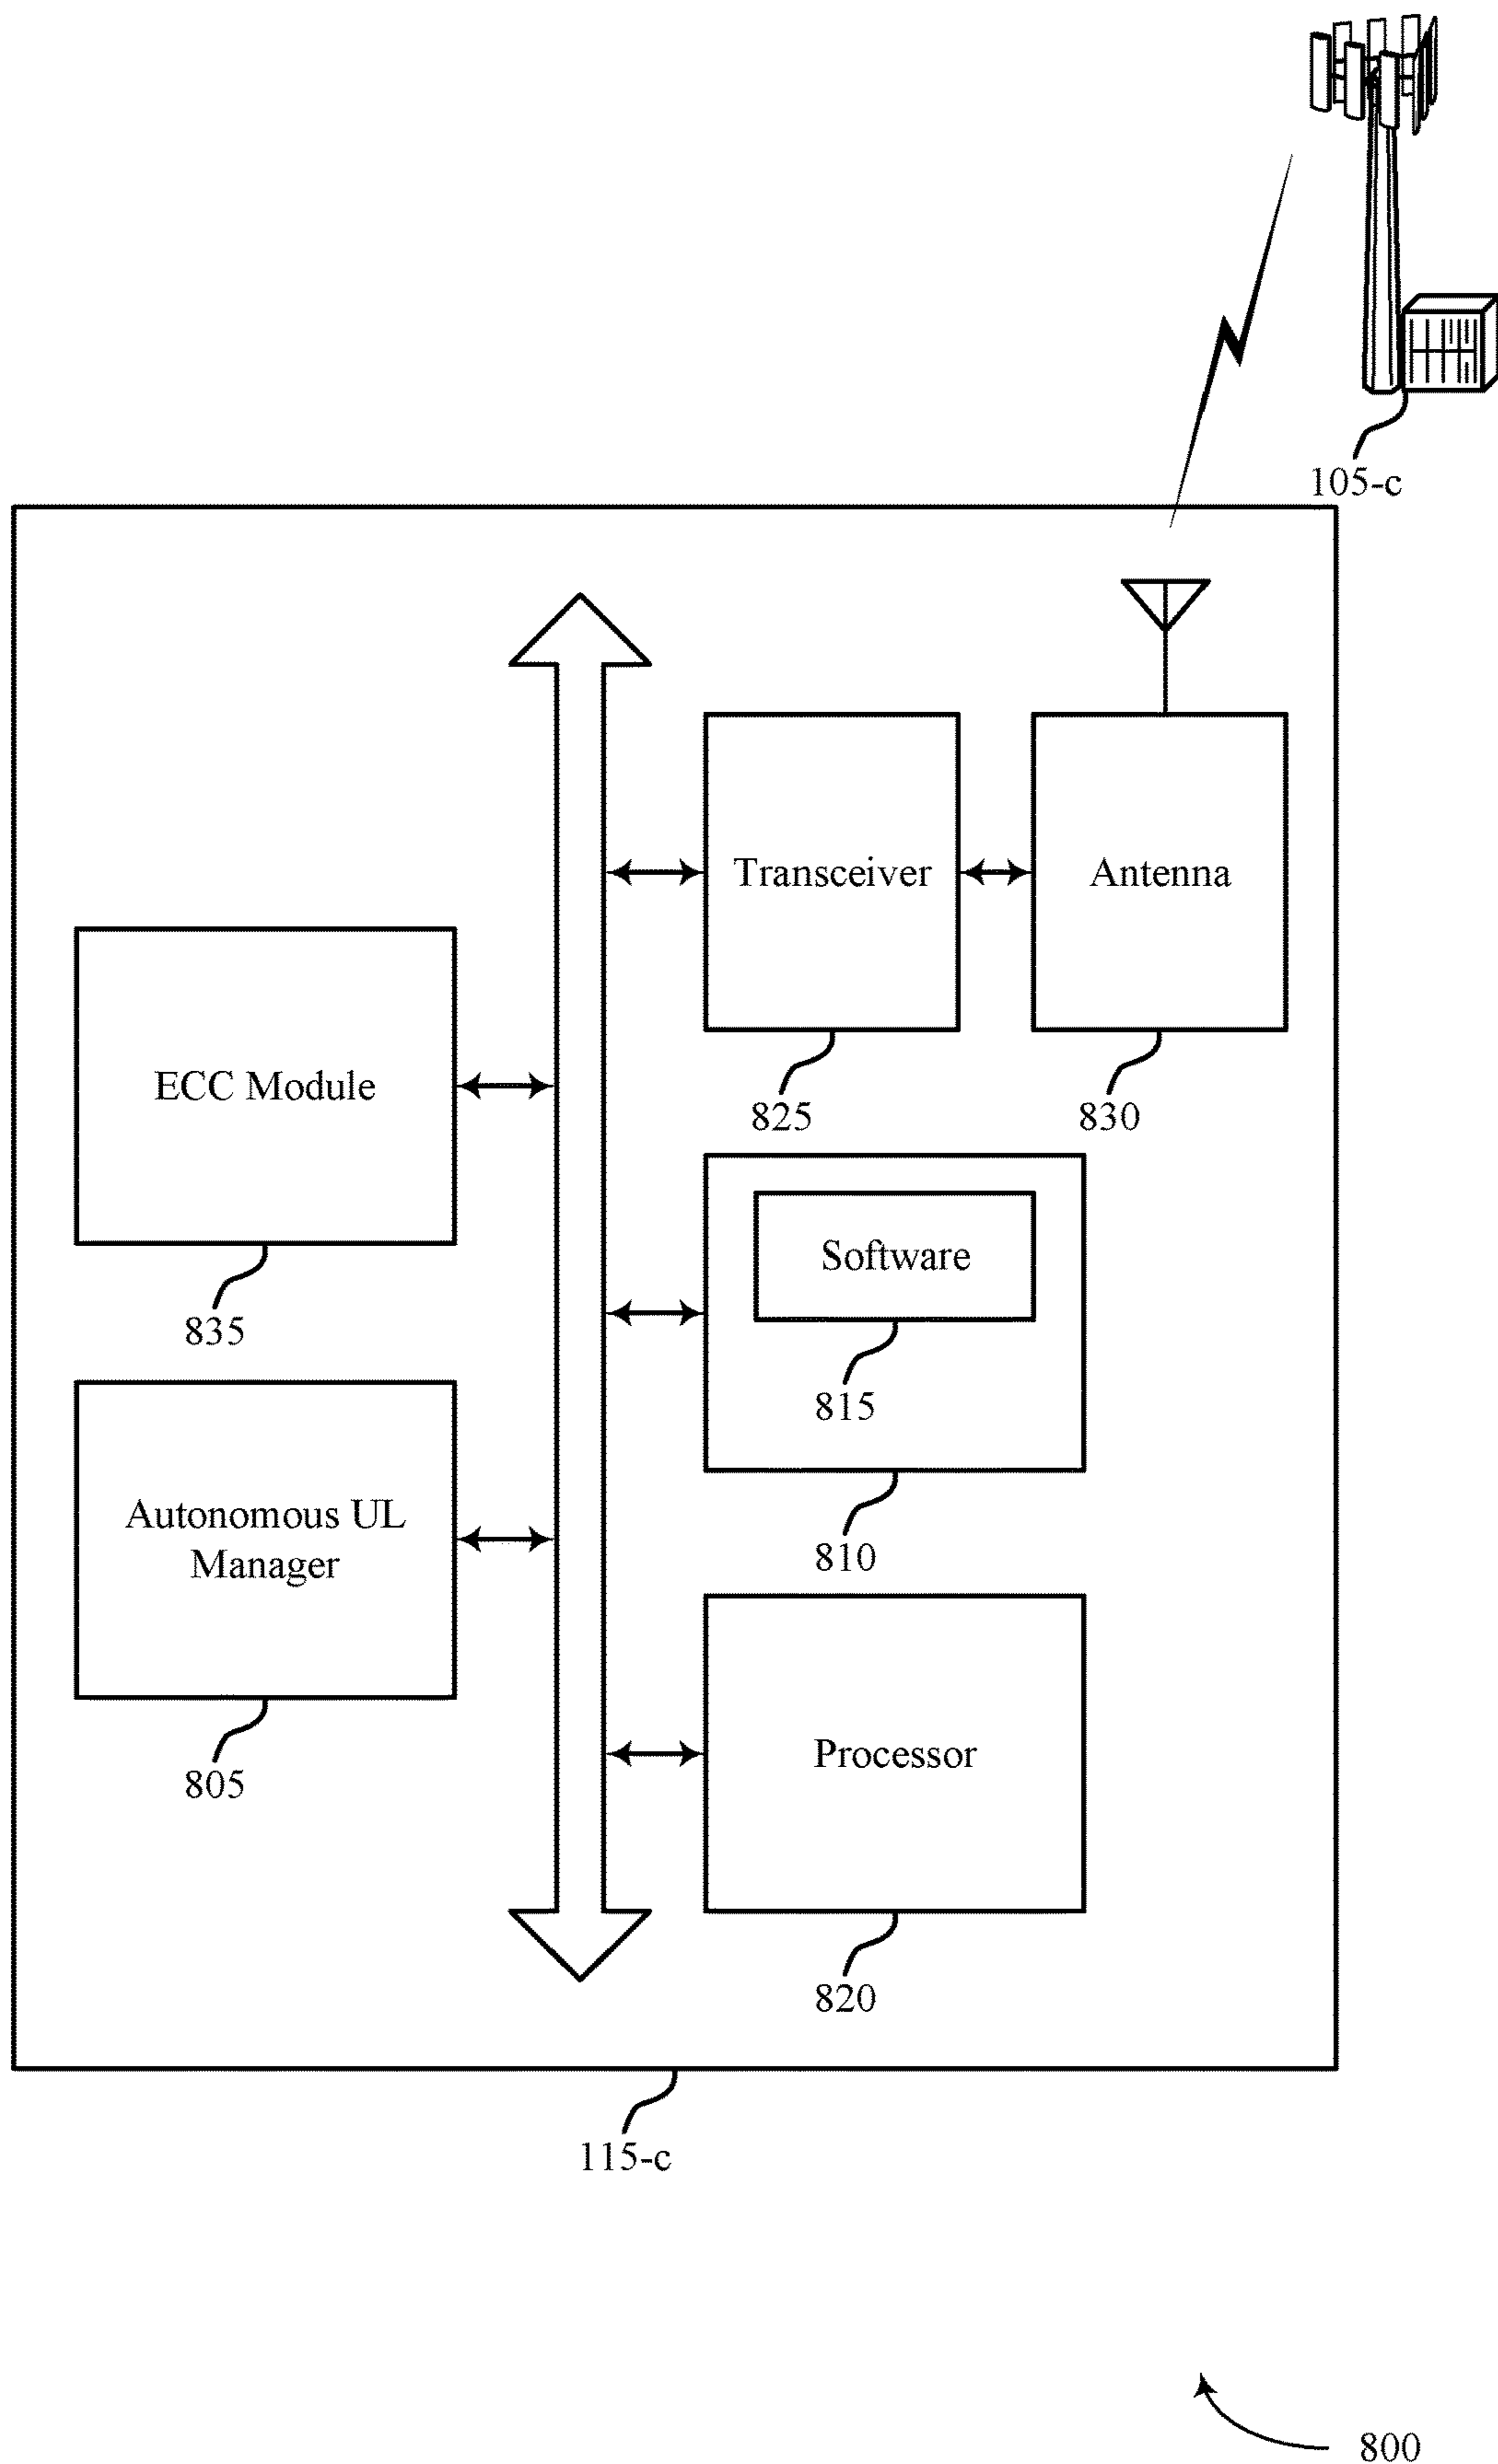 105-c
Transceiver
Antenna
825
830
ECC Module
835
Software
815
810
Autonomous UL
Manager
805
Processor
820
115-c
800